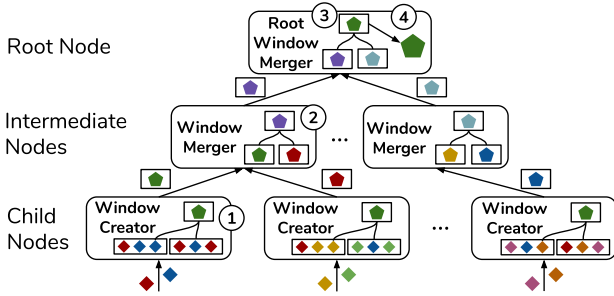 Root Node
Root
Window
Merger
3
4
Intermediate
Nodes
Window
Merger
2
...
Window
Merger
Child
Nodes
Window
Creator
1
Window
Creator
...
Window
Creator